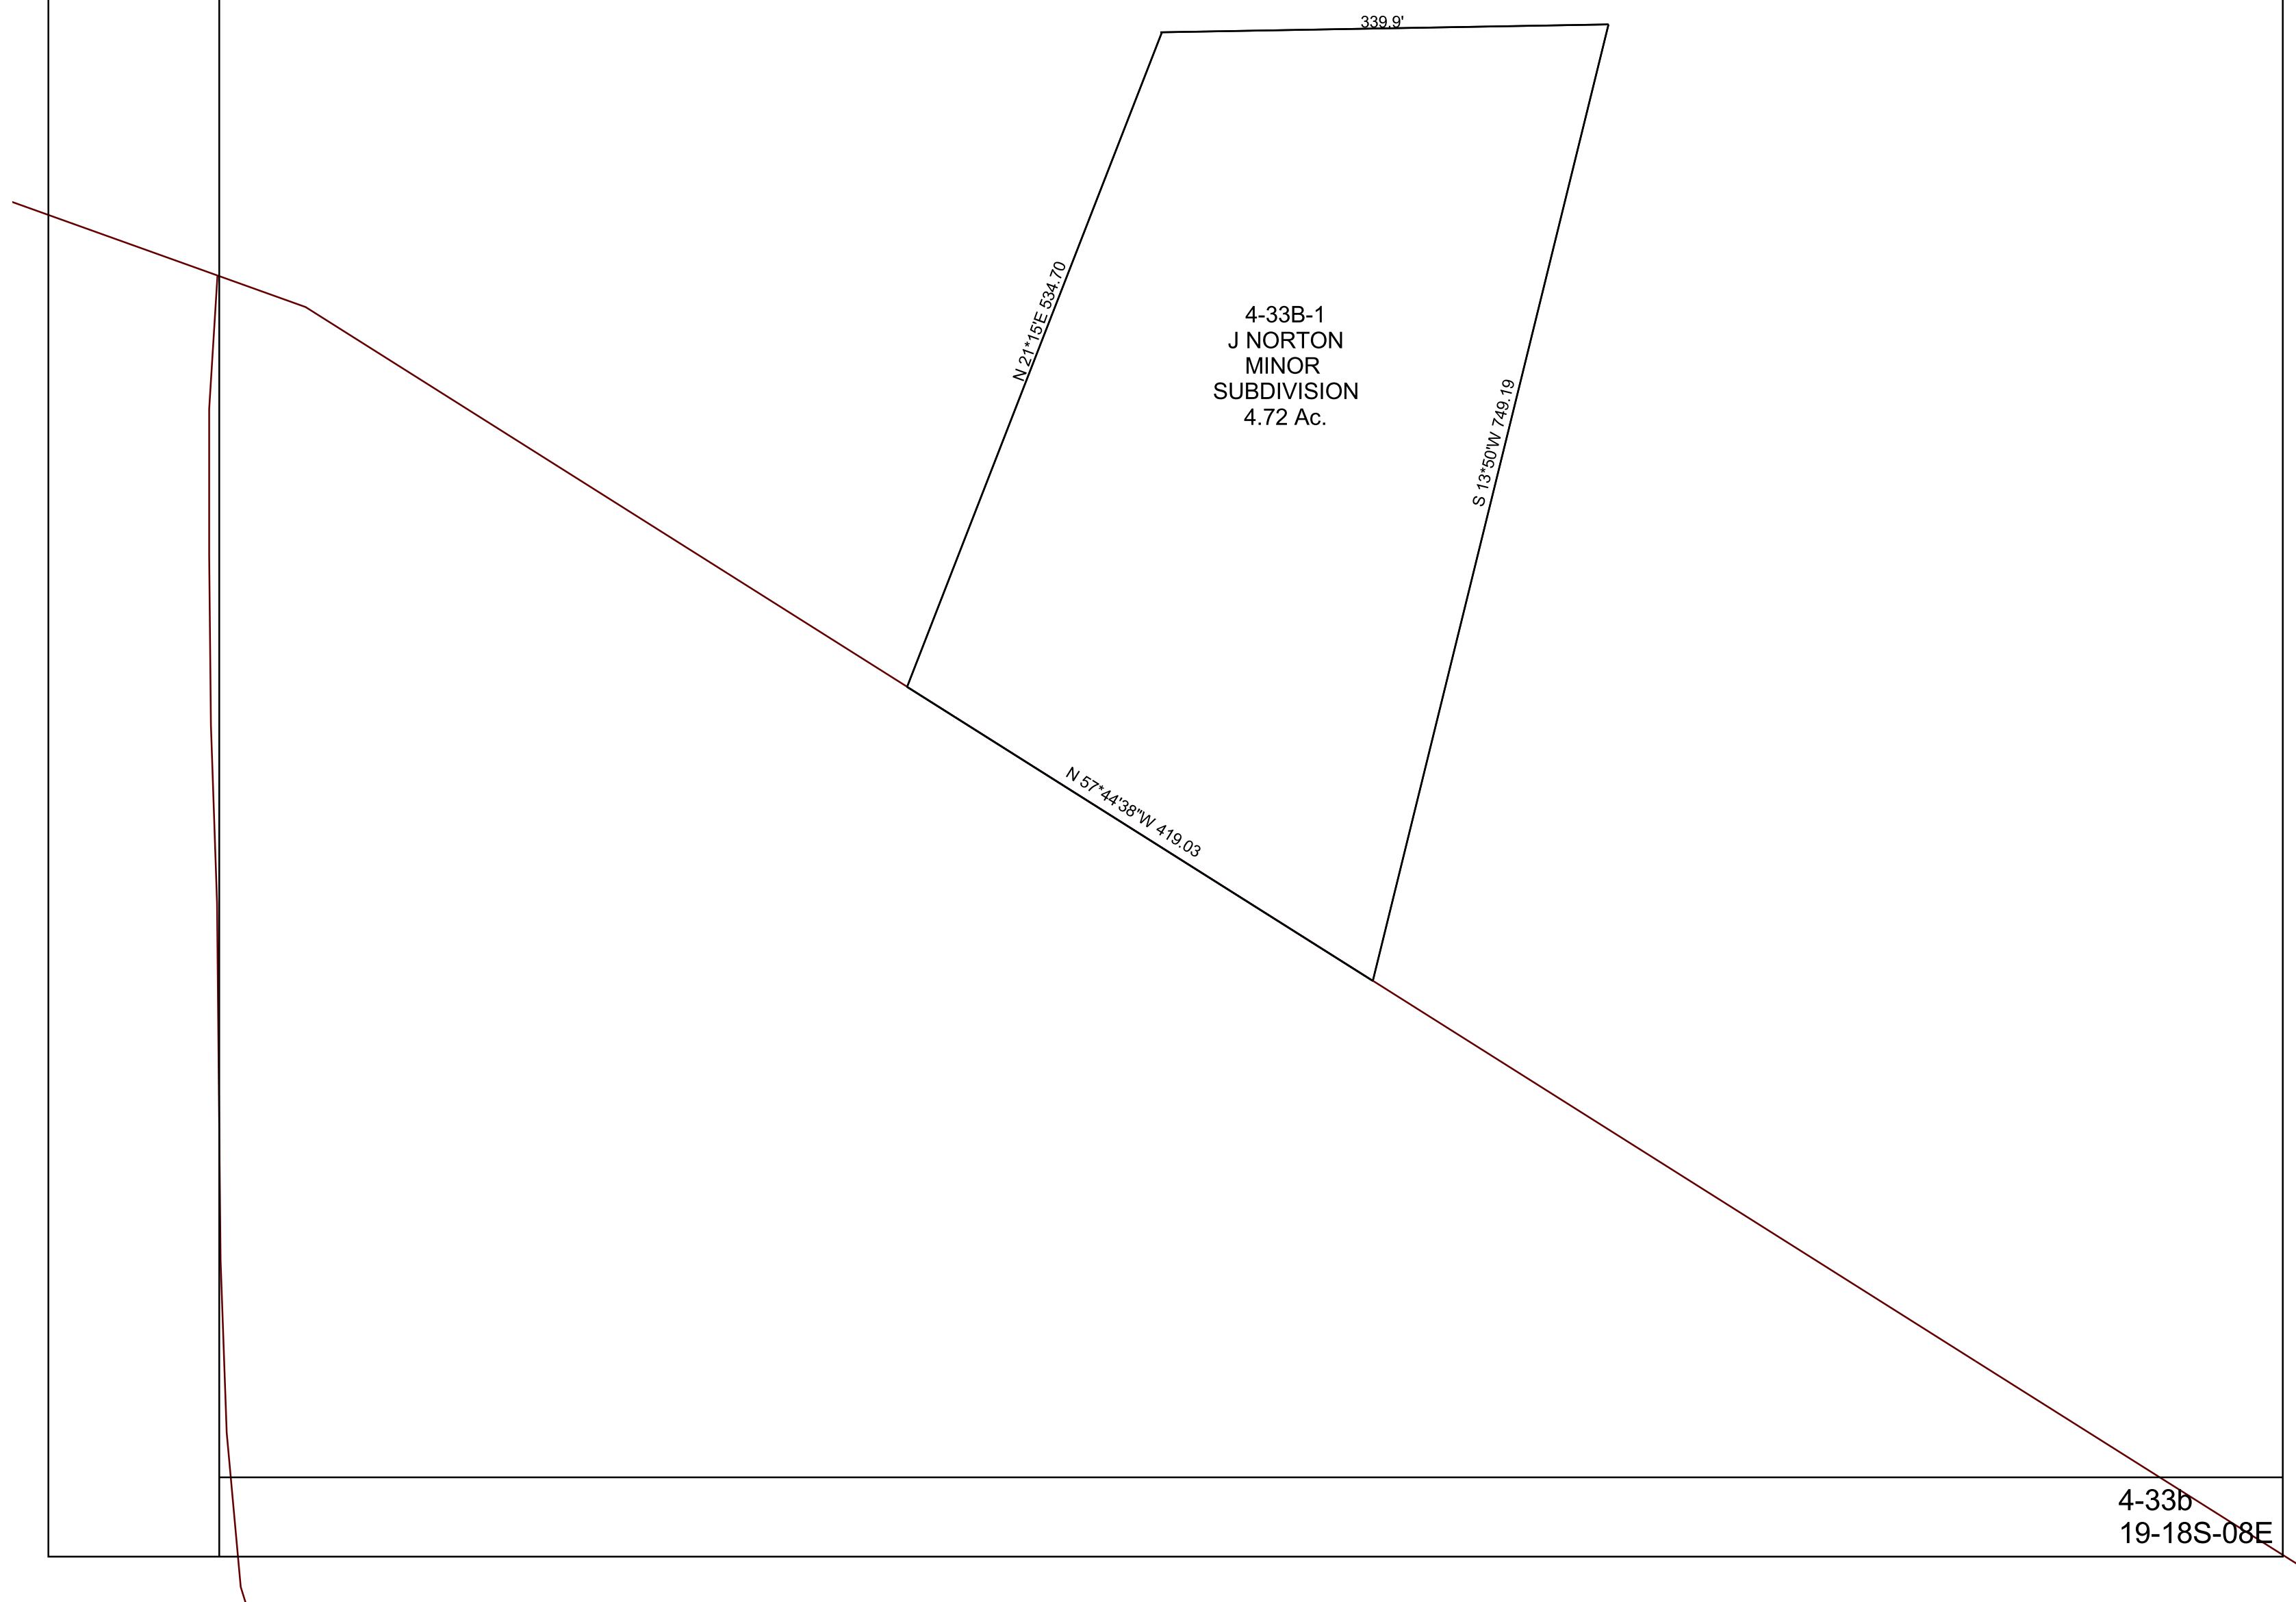 339.9'
N 21*15'E 534.70
4-33B-1
J NORTON
MINOR
SUBDIVISION
4.72 Ac.
S 13*50'W 749.19
N 57*44'38"W 419.03
4-33b
19-18S-08E